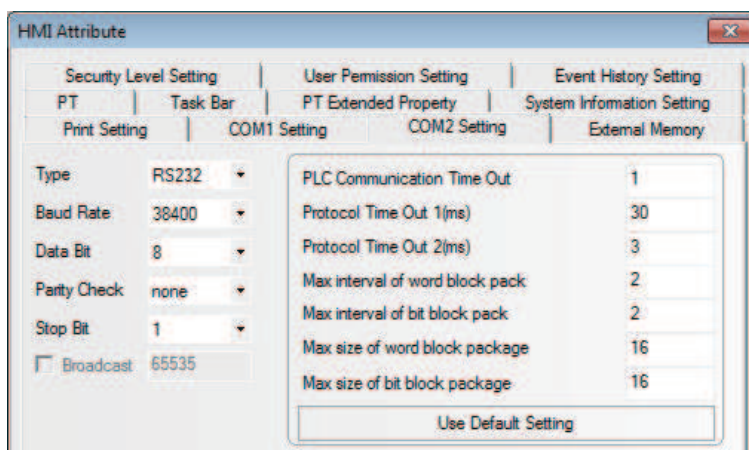 HMI Attribute
Security Level Setting User Permission Setting Event History Setting
PT Task Bar PT Extended Property System Information Setting
Print Setting COM1 Setting COM2 Setting External Memory
Type RS232
Baud Rate 38400
Data Bit 8
Parity Check none
Stop Bit 1
Broadcast 65535
PLC Communication Time Out 1
Protocol Time Out 1(ms) 30
Protocol Time Out 2(ms) 3
Max interval of word block pack 2
Max interval of bit block pack 2
Max size of word block package 16
Max size of bit block package 16
Use Default Setting